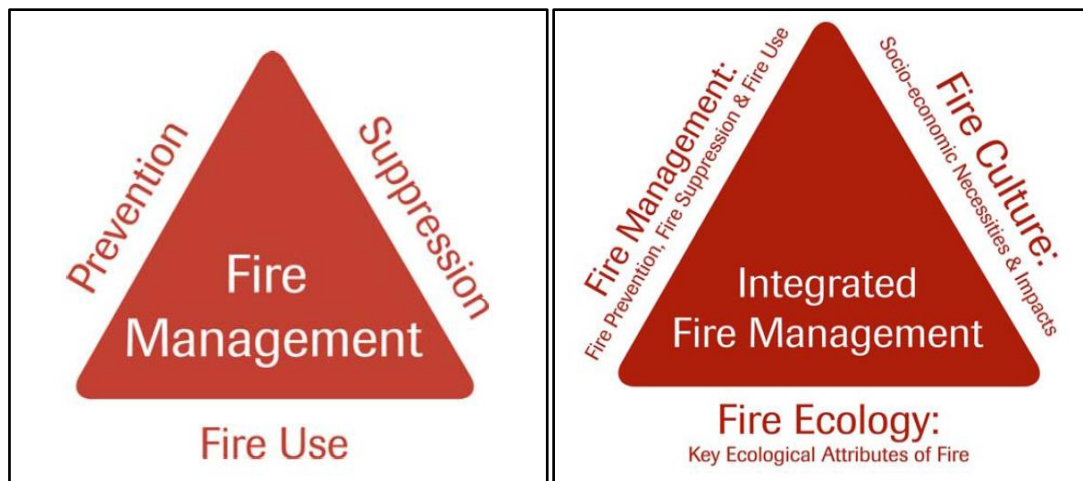 Prevention
Suppression
Fire
Management
Fire Use
Fire Management:
Fire Prevention, Fire Suppression & Fire Use
Fire Culture:
Socio-economic Necessities & Impacts
Integrated
Fire Management
Fire Ecology:
Key Ecological Attributes of Fire